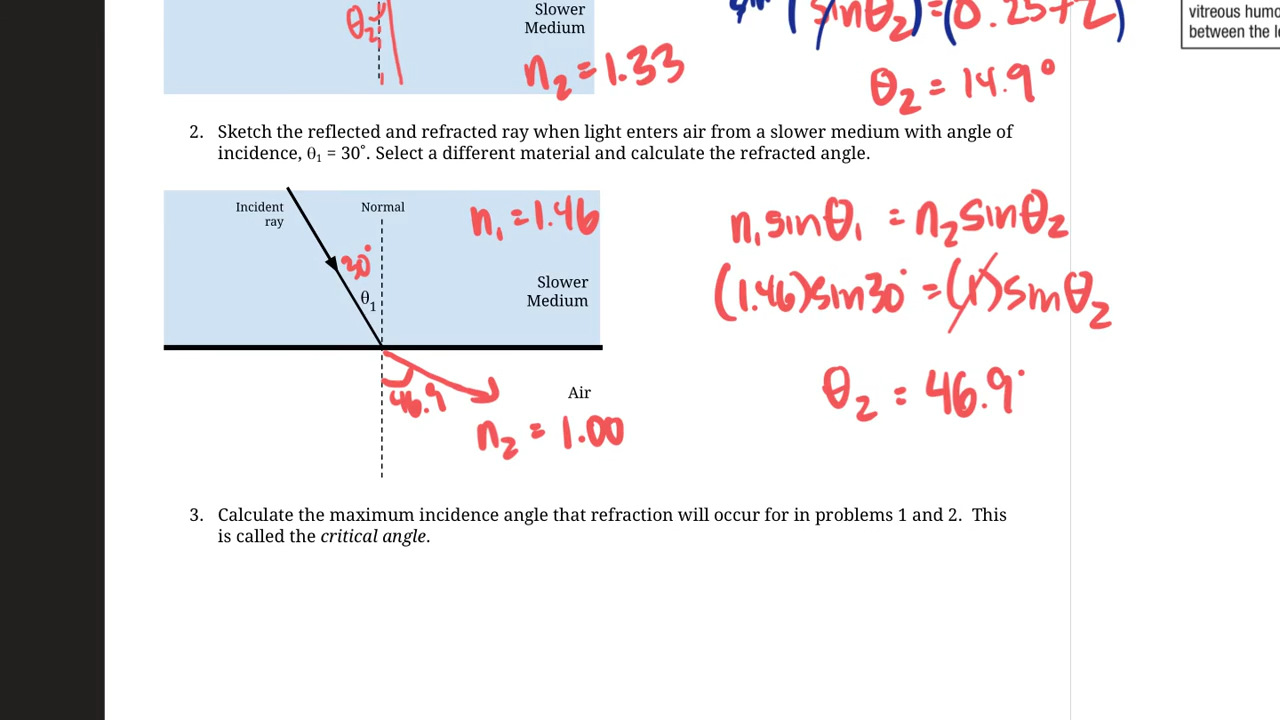 Slower
Medium
θ₂
n₂=1.33
(sinθ₂)=(0.25
θ₂ = 14.9°
vitreous humo
between the l
2. Sketch the reflected and refracted ray when light enters air from a slower medium with angle of
incidence, θ₁ = 30˚. Select a different material and calculate the refracted angle.
Incident
ray
Normal
n₁=1.46
30°
θ₁
Slower
Medium
46.9
Air
n₂ = 1.00
n₁sinθ₁ = n₂sinθ₂
(1.46)sin30° =(1)sinθ₂
θ₂ = 46.9°
3. Calculate the maximum incidence angle that refraction will occur for in problems 1 and 2. This
is called the critical angle.